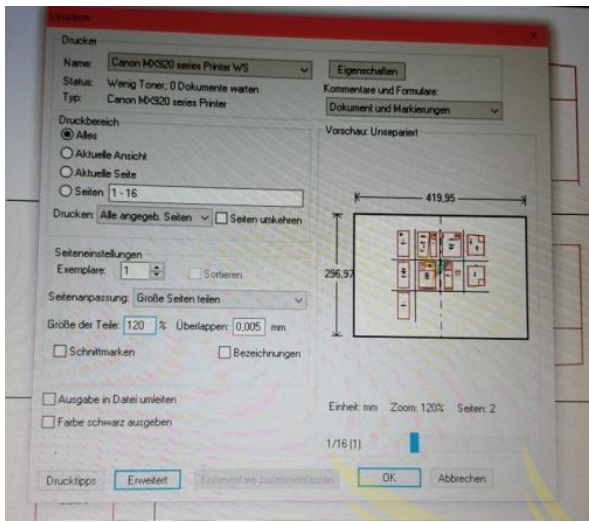 Drucken
Drucker
Name: Canon MX920 series Printer WS
Eigenschaften
Status: Wenig Toner; 0 Dokumente warten
Kommentare und Formulare:
Typ: Canon MX920 series Printer
Dokument und Markierungen
Druckbereich
Vorschau: Unsepariert
Alles
Aktuelle Ansicht
Aktuelle Seite
Seiten 1 - 16
Drucken: Alle angegeb. Seiten Seiten umkehren
419,95
296,97
Seiteneinstellungen
Exemplare: 1 Sortieren
Seitenanpassung: Große Seiten teilen
Größe der Teile: 120 % Überlappen: 0,005 mm
Schnittmarken Bezeichnungen
Ausgabe in Datei umleiten
Farbe schwarz ausgeben
Einheit: mm Zoom: 120% Seiten: 2
1/16 (1)
Drucktipps Erweitert Kommentare zusammenfassen OK Abbrechen